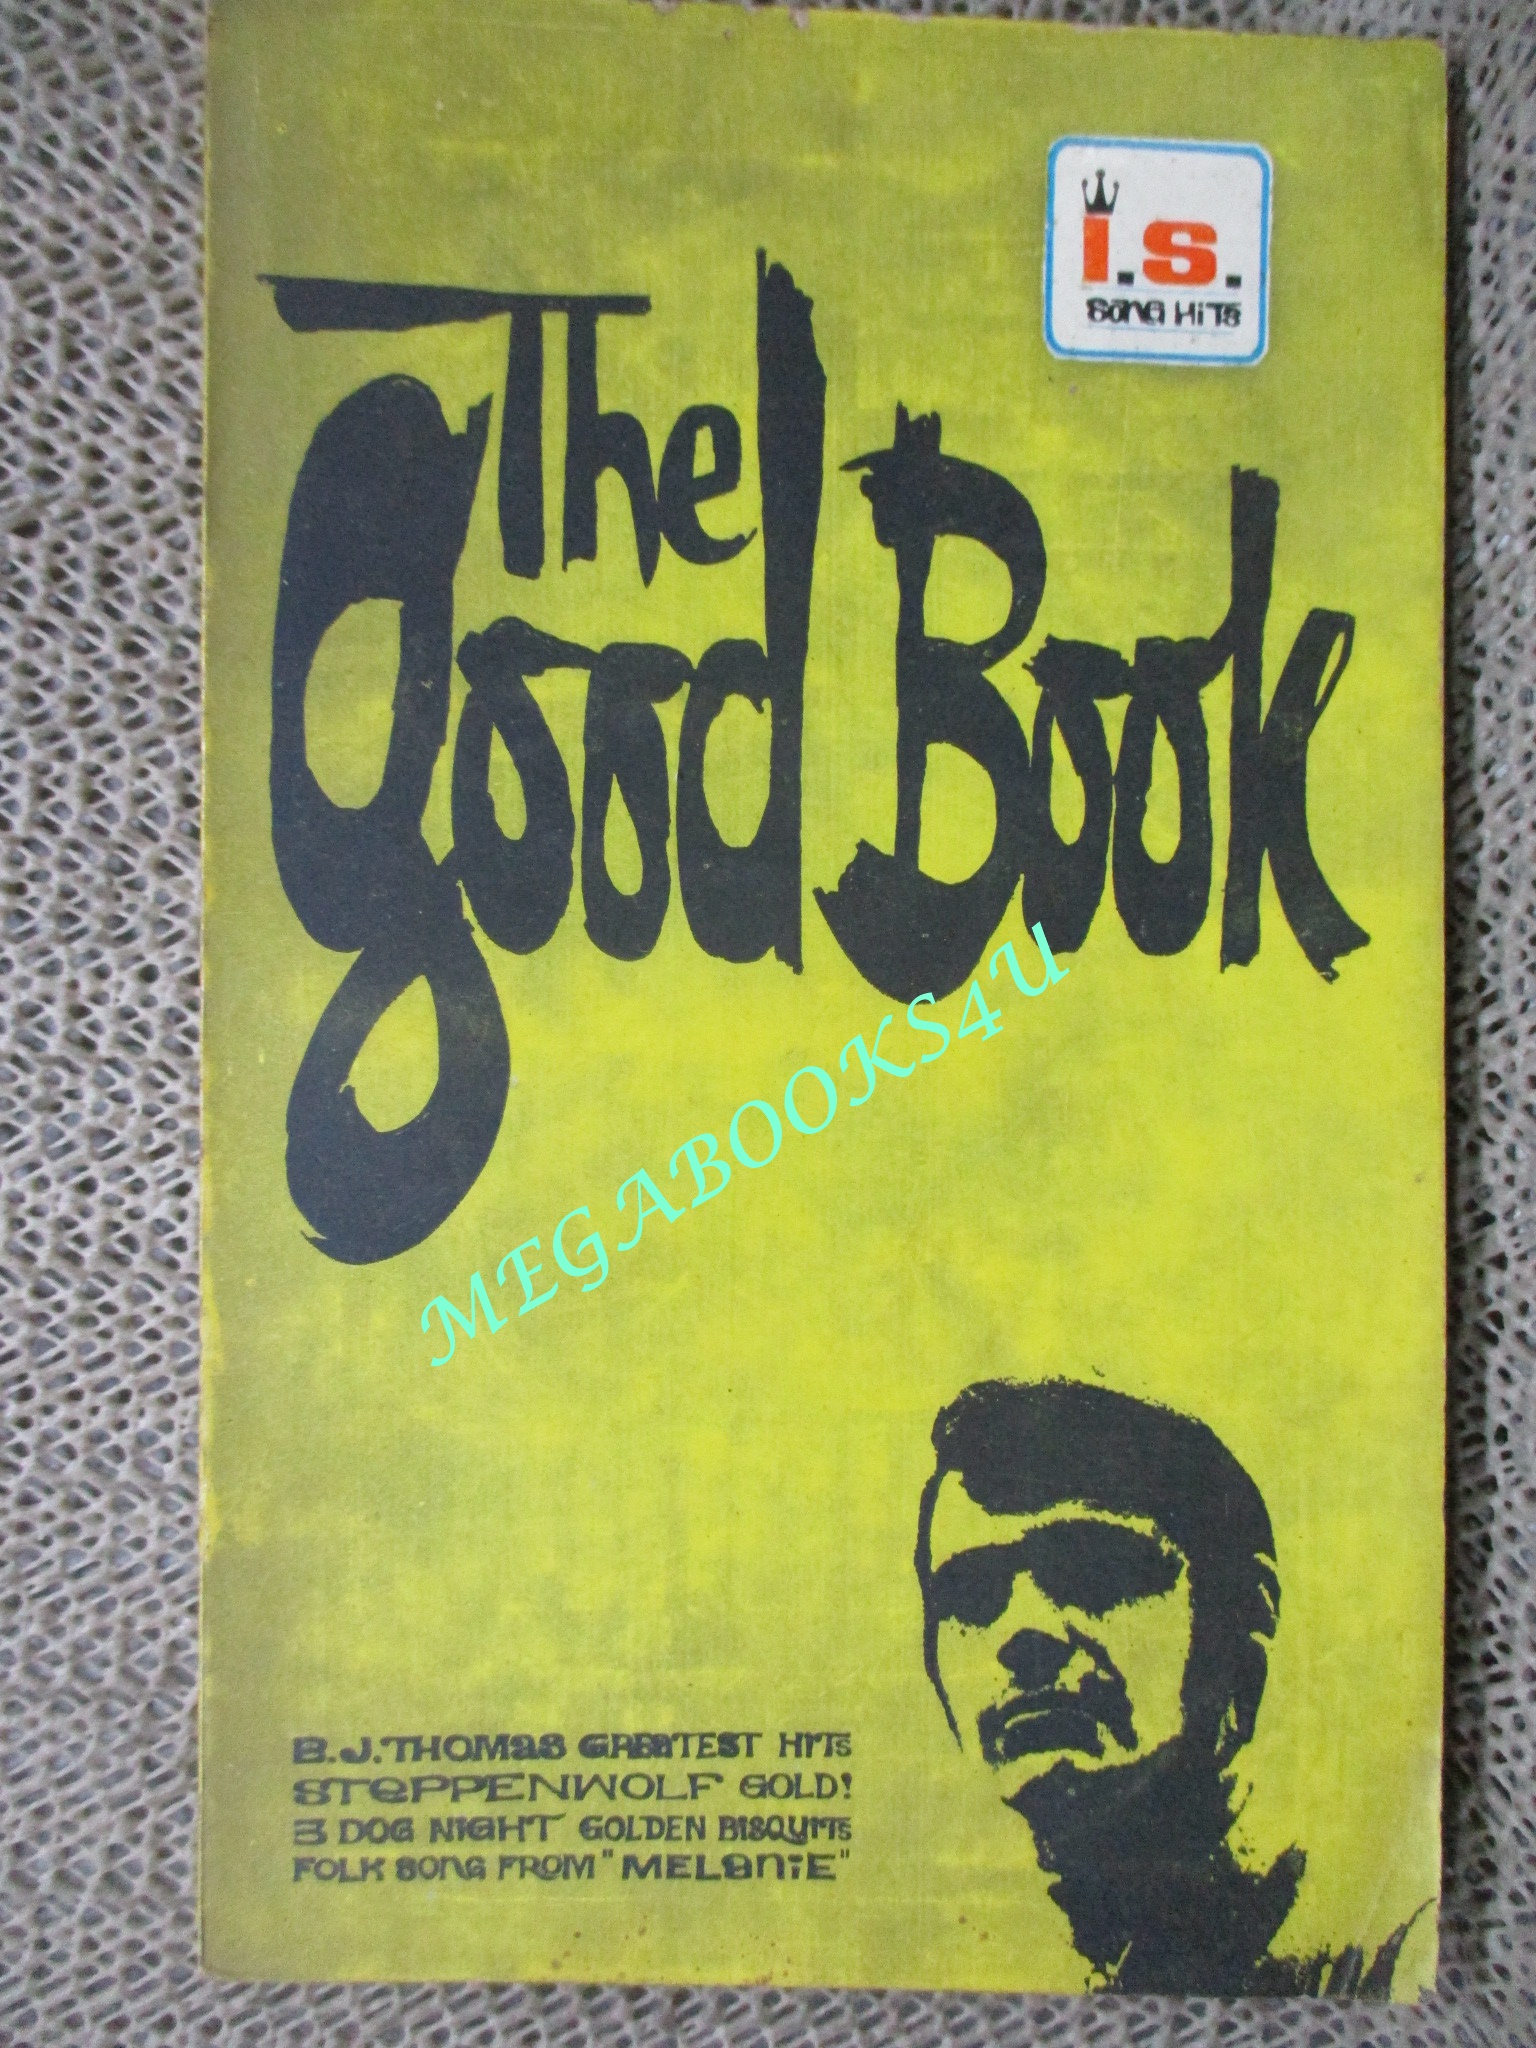 i.s.
SONG HiTS
The
good Book
MEGABOOKS4U
B.J. THOMaS GREaTEST HiTS
STePPENWOLF GOLD!
3 DOG NiGHT GOLDEN BiSQUiTS
FOLK SONG FROM "MELaNiE"